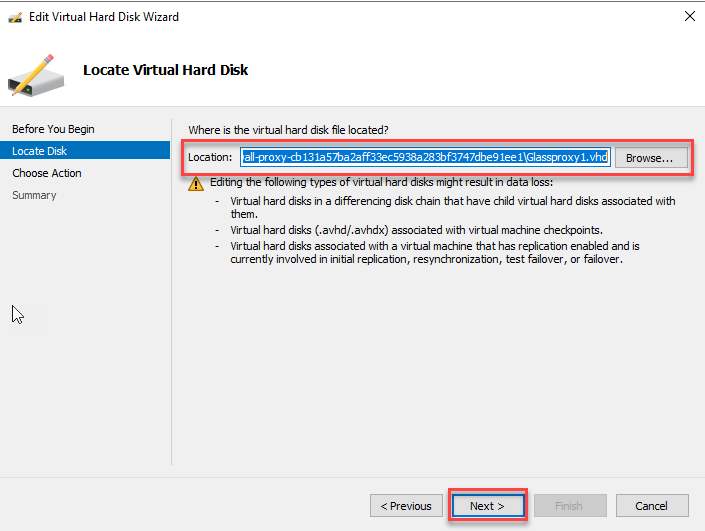 Edit Virtual Hard Disk Wizard
Locate Virtual Hard Disk
Before You Begin
Locate Disk
Choose Action
Summary
Where is the virtual hard disk file located?
Location: all-proxy-cb131a57ba2aff33ec5938a283bf3747dbe91ee1\Glassproxy1.vhd Browse...
Editing the following types of virtual hard disks might result in data loss:
- Virtual hard disks in a differencing disk chain that have child virtual hard disks associated with
them.
- Virtual hard disks (.avhd/.avhdx) associated with virtual machine checkpoints.
- Virtual hard disks associated with a virtual machine that has replication enabled and is
currently involved in initial replication, resynchronization, test failover, or failover.
< Previous Next > Finish Cancel